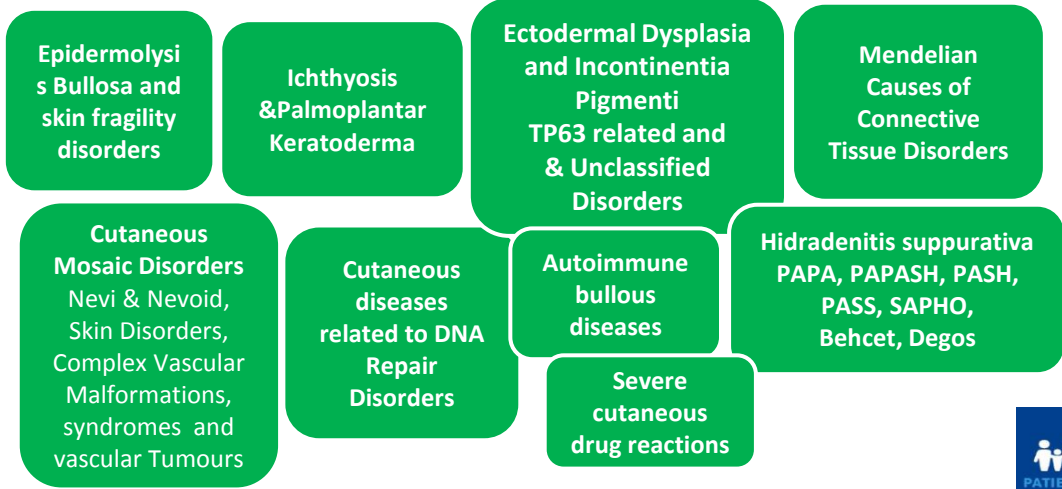 Epidermolysi
s Bullosa and
skin fragility
disorders
Ichthyosis
&Palmoplantar
Keratoderma
Ectodermal Dysplasia
and Incontinentia
Pigmenti
TP63 related and
& Unclassified
Disorders
Mendelian
Causes of
Connective
Tissue Disorders
Cutaneous
Mosaic Disorders
Nevi & Nevoid,
Skin Disorders,
Complex Vascular
Malformations,
syndromes and
vascular Tumours
Cutaneous
diseases
related to DNA
Repair
Disorders
Autoimmune
bullous
diseases
Hidradenitis suppurativa
PAPA, PAPASH, PASH,
PASS, SAPHO,
Behcet, Degos
Severe
cutaneous
drug reactions